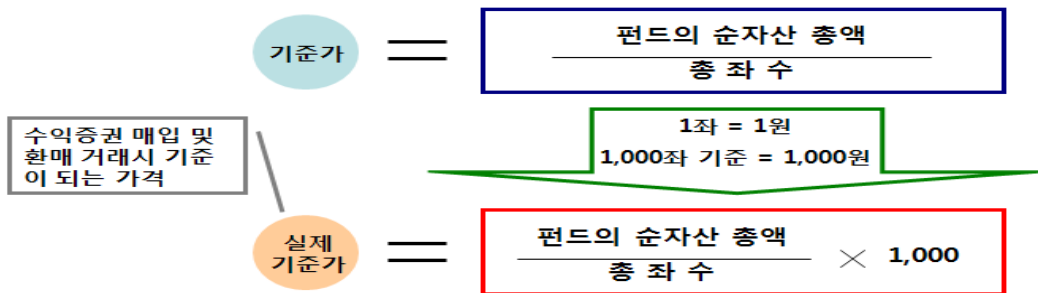 기준가
=
펀드의 순자산 총액
총 좌 수
수익증권 매입 및
환매 거래시 기준
이 되는 가격
1좌 = 1원
1,000좌 기준 = 1,000원
실제
기준가
=
펀드의 순자산 총액
총 좌 수
× 1,000